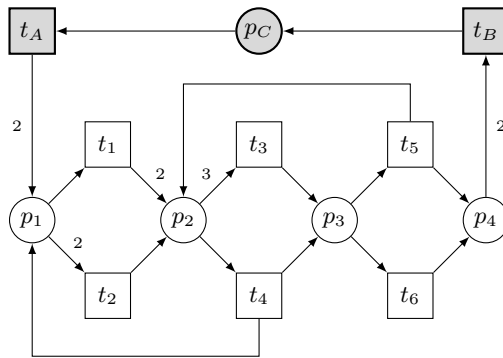 t_A p_C t_B
2 2
t_1 t_3 t_5
2 3
p_1 p_2 p_3 p_4
2
t_2 t_4 t_6